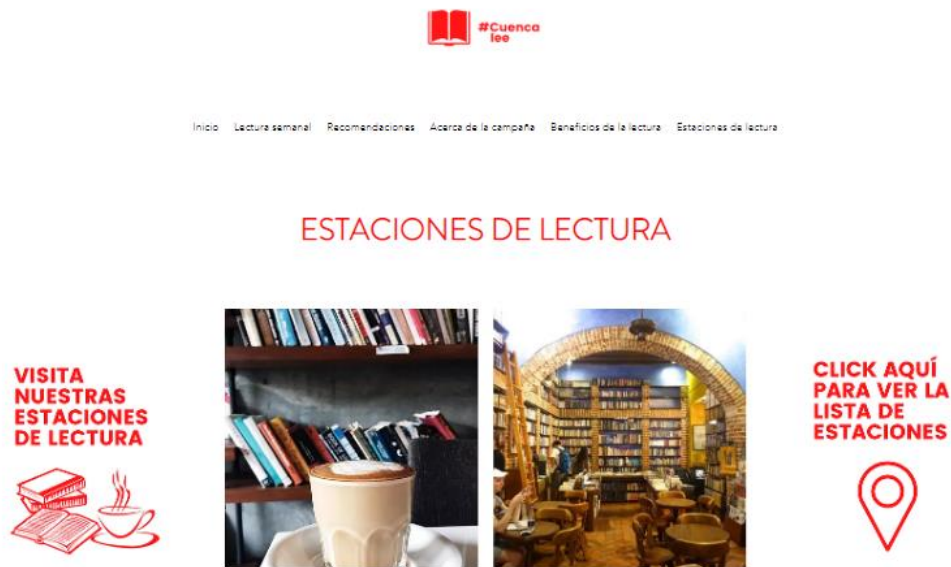 #Cuenca
lee
Inicio Lectura semanal Recomendaciones Acerca de la campaña Beneficios de la lectura Estaciones de lectura
ESTACIONES DE LECTURA
VISITA
NUESTRAS
ESTACIONES
DE LECTURA
CLICK AQUÍ
PARA VER LA
LISTA DE
ESTACIONES